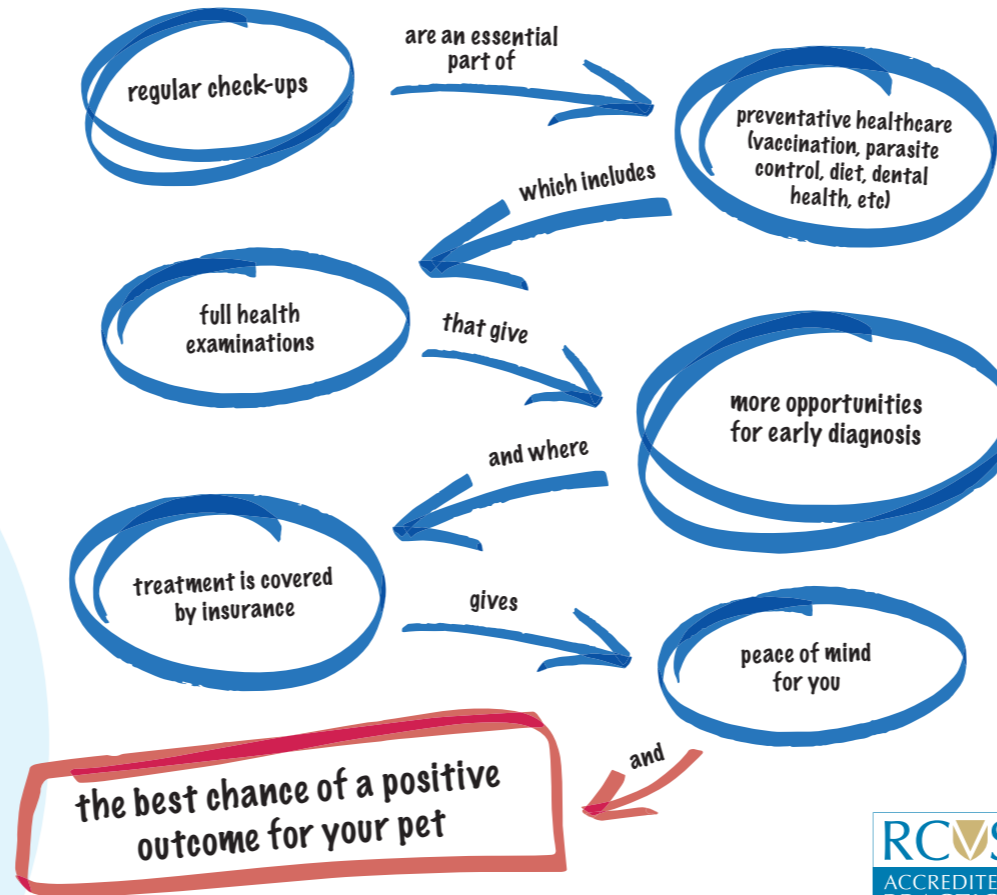 regular check-ups
are an essential
part of
preventative healthcare
(vaccination, parasite
control, diet, dental
health, etc)
which includes
full health
examinations
that give
more opportunities
for early diagnosis
and where
treatment is covered
by insurance
gives
peace of mind
for you
and
the best chance of a positive
outcome for your pet
RCVS
ACCREDITE